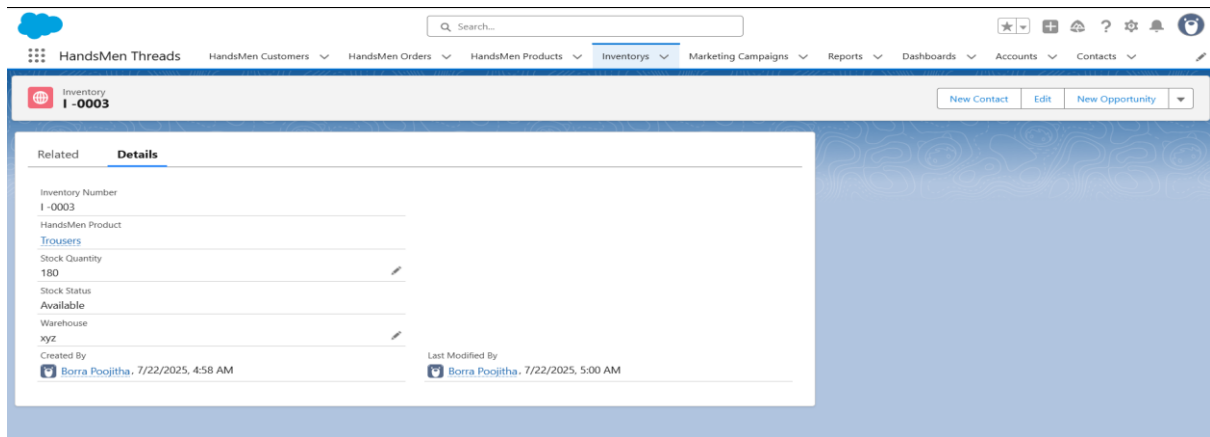 Search...
HandsMen Threads HandsMen Customers HandsMen Orders HandsMen Products Inventorys Marketing Campaigns Reports Dashboards Accounts Contacts
Inventory
I -0003
New Contact Edit New Opportunity
Related Details
Inventory Number
I -0003
HandsMen Product
Trousers
Stock Quantity
180
Stock Status
Available
Warehouse
xyz
Created By
Borra Poojitha, 7/22/2025, 4:58 AM
Last Modified By
Borra Poojitha, 7/22/2025, 5:00 AM